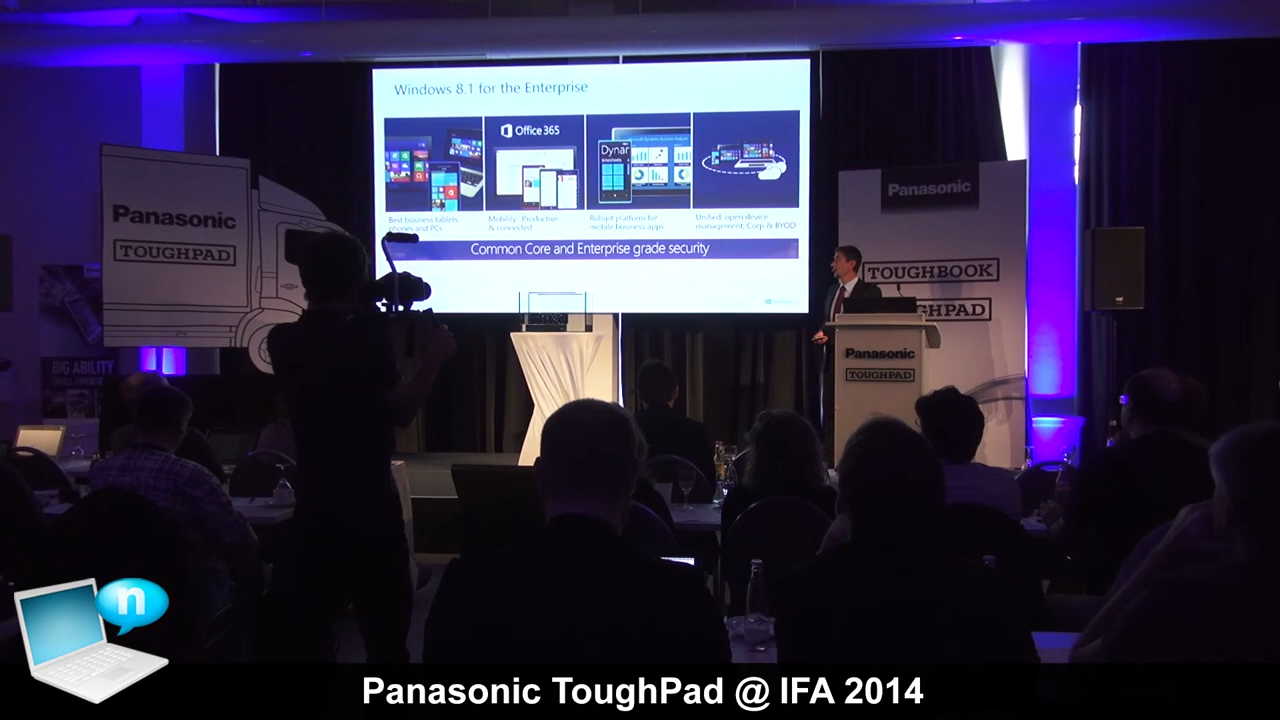 Windows 8.1 for the Enterprise
Office 365
Dynar
Best business tablets,
phones and PCs
Mobility: Productive
& connected
Robust platform for
mobile business apps
Unified, open device
management: Corp & BYOD
Common Core and Enterprise grade security
Panasonic
TOUGHPAD
Panasonic
TOUGHBOOK
GHPAD
Panasonic
TOUGHPAD
BIG ABILITY
n
Panasonic ToughPad @ IFA 2014